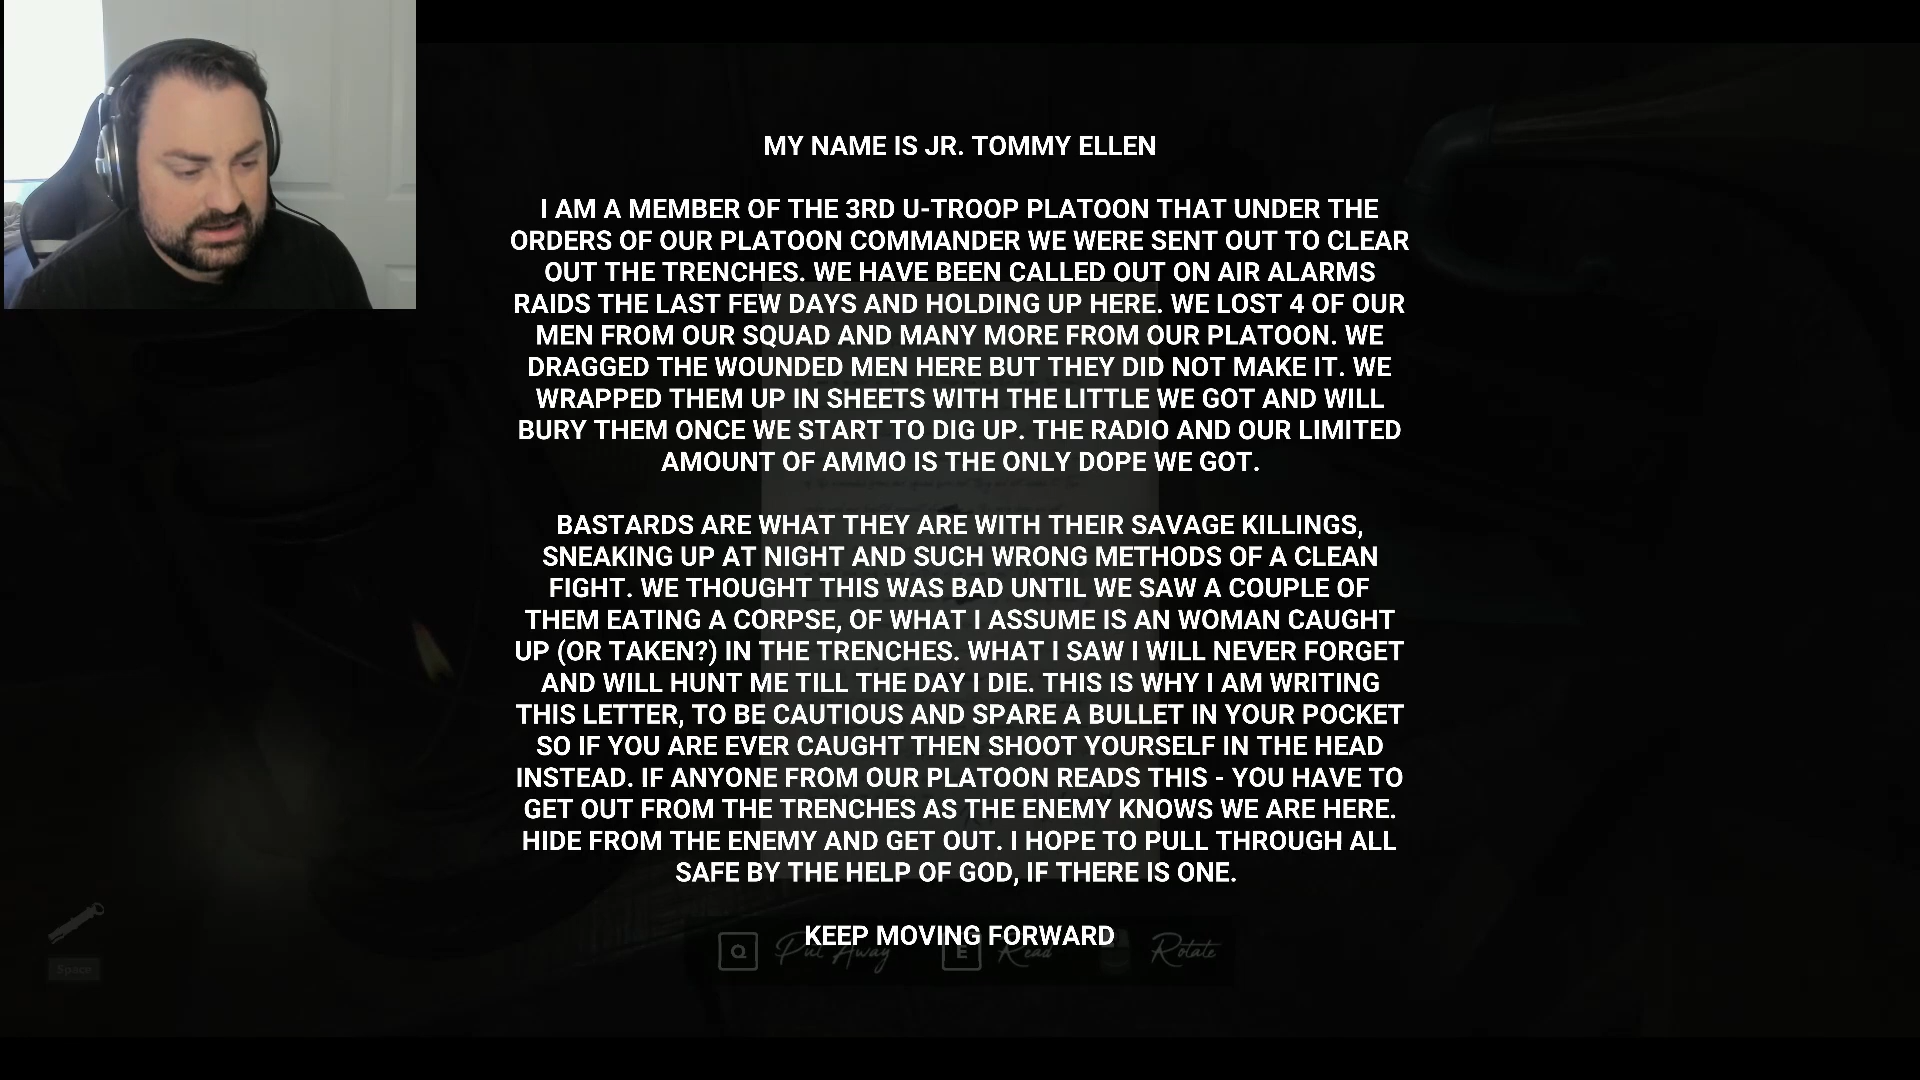 MY NAME IS JR. TOMMY ELLEN
I AM A MEMBER OF THE 3RD U-TROOP PLATOON THAT UNDER THE
ORDERS OF OUR PLATOON COMMANDER WE WERE SENT OUT TO CLEAR
OUT THE TRENCHES. WE HAVE BEEN CALLED OUT ON AIR ALARMS
RAIDS THE LAST FEW DAYS AND HOLDING UP HERE. WE LOST 4 OF OUR
MEN FROM OUR SQUAD AND MANY MORE FROM OUR PLATOON. WE
DRAGGED THE WOUNDED MEN HERE BUT THEY DID NOT MAKE IT. WE
WRAPPED THEM UP IN SHEETS WITH THE LITTLE WE GOT AND WILL
BURY THEM ONCE WE START TO DIG UP. THE RADIO AND OUR LIMITED
AMOUNT OF AMMO IS THE ONLY DOPE WE GOT.
BASTARDS ARE WHAT THEY ARE WITH THEIR SAVAGE KILLINGS,
SNEAKING UP AT NIGHT AND SUCH WRONG METHODS OF A CLEAN
FIGHT. WE THOUGHT THIS WAS BAD UNTIL WE SAW A COUPLE OF
THEM EATING A CORPSE, OF WHAT I ASSUME IS AN WOMAN CAUGHT
UP (OR TAKEN?) IN THE TRENCHES. WHAT I SAW I WILL NEVER FORGET
AND WILL HUNT ME TILL THE DAY I DIE. THIS IS WHY I AM WRITING
THIS LETTER, TO BE CAUTIOUS AND SPARE A BULLET IN YOUR POCKET
SO IF YOU ARE EVER CAUGHT THEN SHOOT YOURSELF IN THE HEAD
INSTEAD. IF ANYONE FROM OUR PLATOON READS THIS - YOU HAVE TO
GET OUT FROM THE TRENCHES AS THE ENEMY KNOWS WE ARE HERE.
HIDE FROM THE ENEMY AND GET OUT. I HOPE TO PULL THROUGH ALL
SAFE BY THE HELP OF GOD, IF THERE IS ONE.
KEEP MOVING FORWARD
Q Put Away E Read Rotate
Space